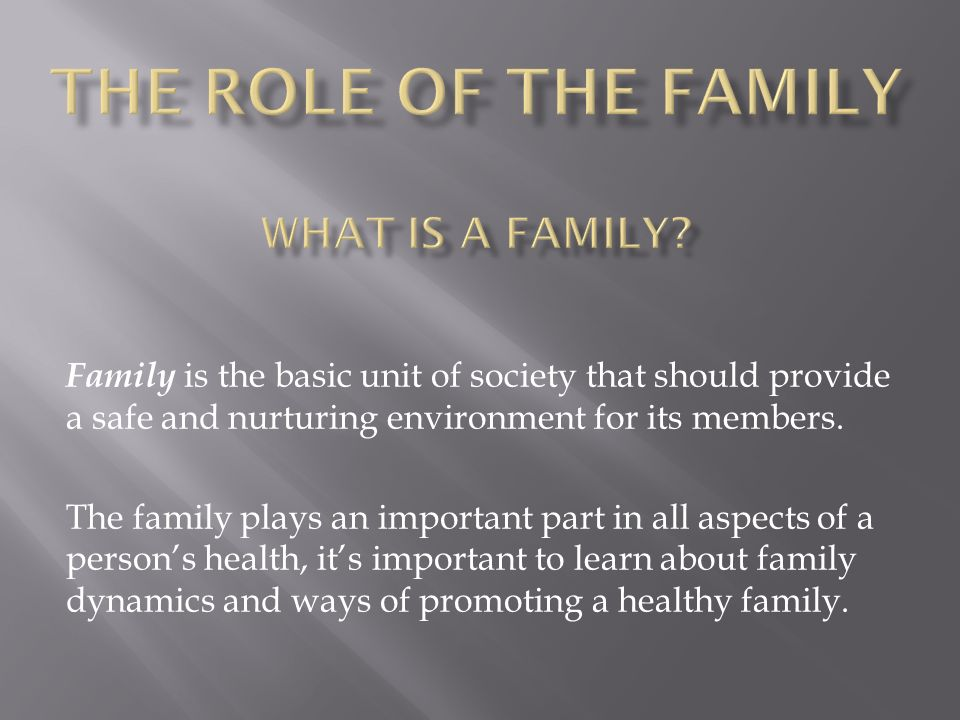 THE ROLE OF THE FAMILY
WHAT IS A FAMILY?
Family is the basic unit of society that should provide
a safe and nurturing environment for its members.
The family plays an important part in all aspects of a
person’s health, it’s important to learn about family
dynamics and ways of promoting a healthy family.